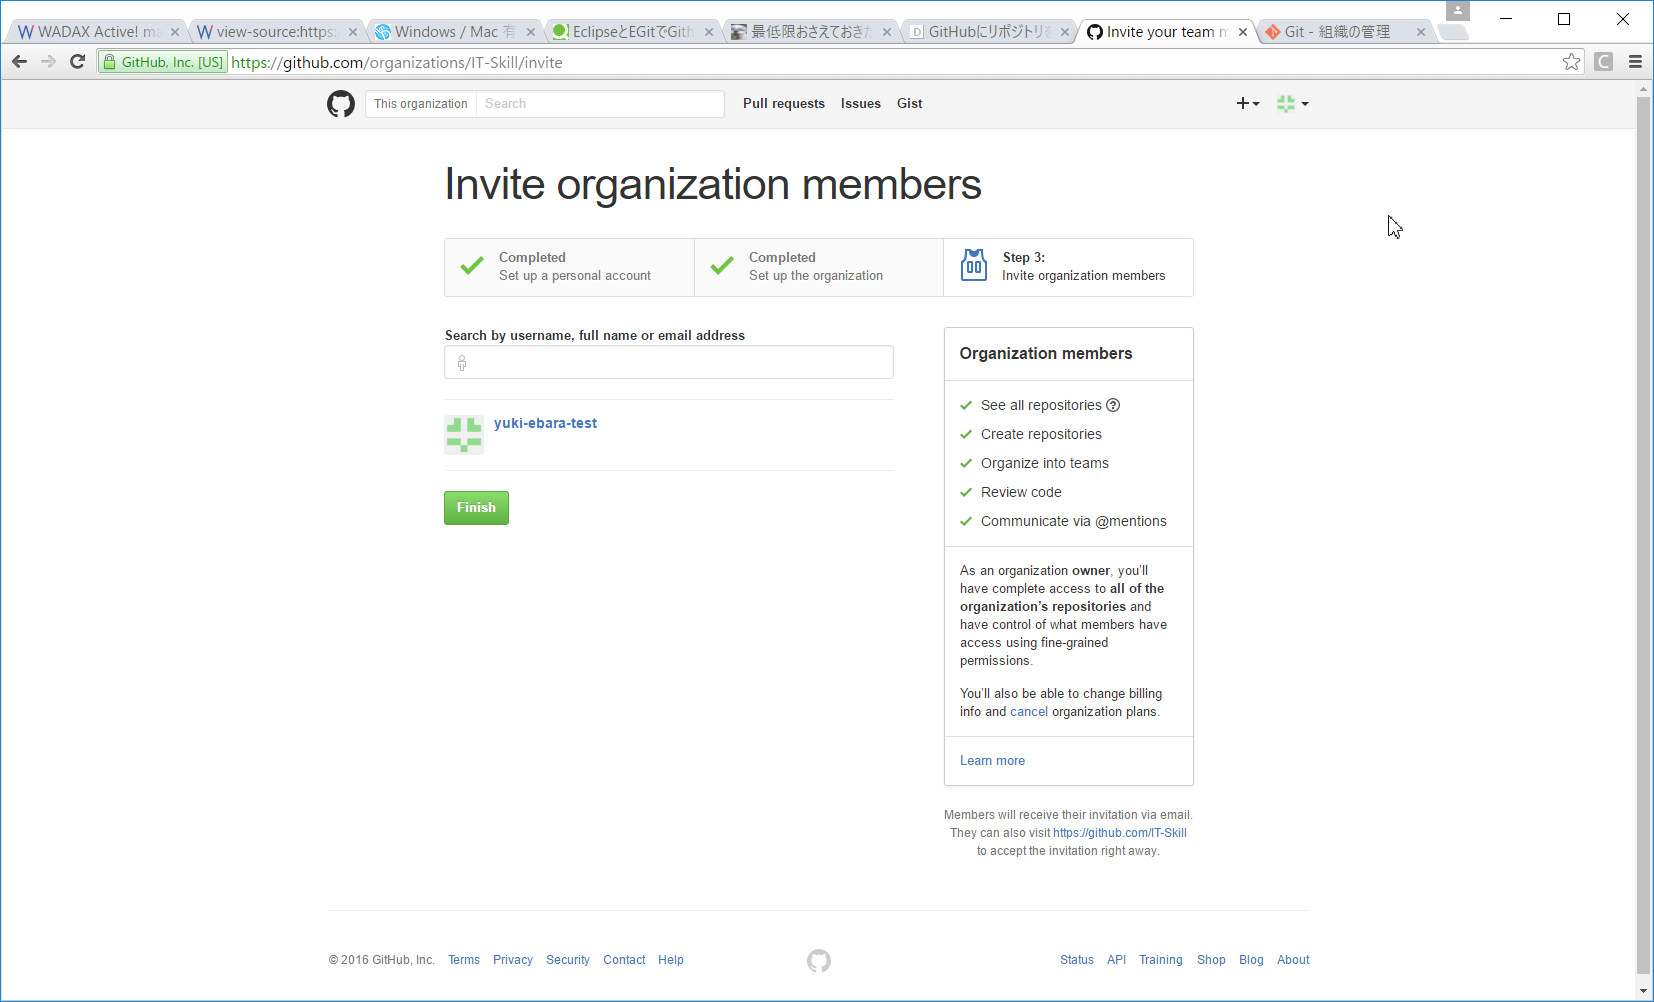 WADAX Active! ma
view-source:https:
Windows / Mac 有
EclipseとEGitでGith
最低限おさえておきた
GitHubにリポジトリを
Invite your team m
Git - 組織の管理
GitHub, Inc. [US] https://github.com/organizations/IT-Skill/invite
This organization Search Pull requests Issues Gist
Invite organization members
Completed
Set up a personal account
Completed
Set up the organization
Step 3:
Invite organization members
Search by username, full name or email address
yuki-ebara-test
Finish
Organization members
See all repositories
Create repositories
Organize into teams
Review code
Communicate via @mentions
As an organization owner, you’ll
have complete access to all of the
organization’s repositories and
have control of what members have
access using fine-grained
permissions.
You’ll also be able to change billing
info and cancel organization plans.
Learn more
Members will receive their invitation via email.
They can also visit https://github.com/IT-Skill
to accept the invitation right away.
© 2016 GitHub, Inc. Terms Privacy Security Contact Help
Status API Training Shop Blog About